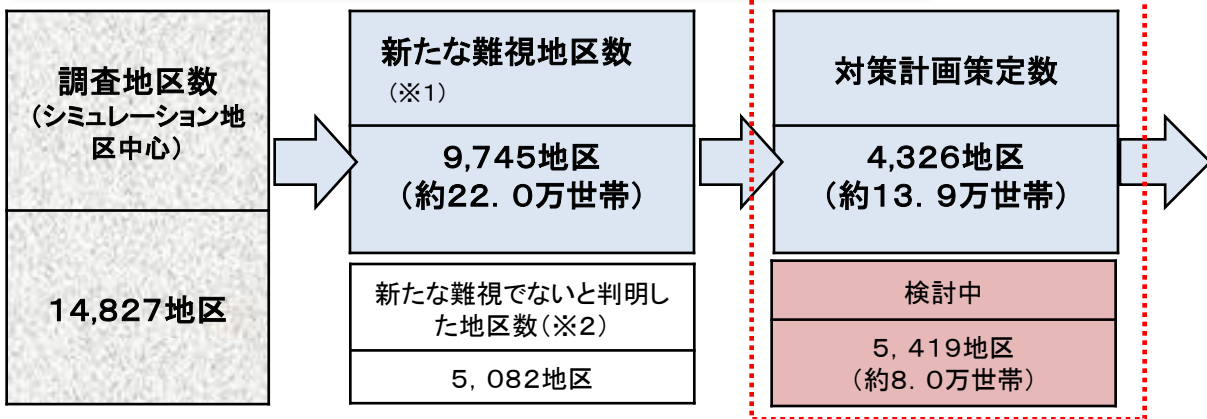 調査地区数
（シミュレーション地
区中心）
14,827地区
新たな難視地区数
（※1）
9,745地区
（約22．0万世帯）
新たな難視でないと判明し
た地区数（※2）
5，082地区
対策計画策定数
4,326地区
（約13．9万世帯）
検討中
5，419地区
（約8．0万世帯）